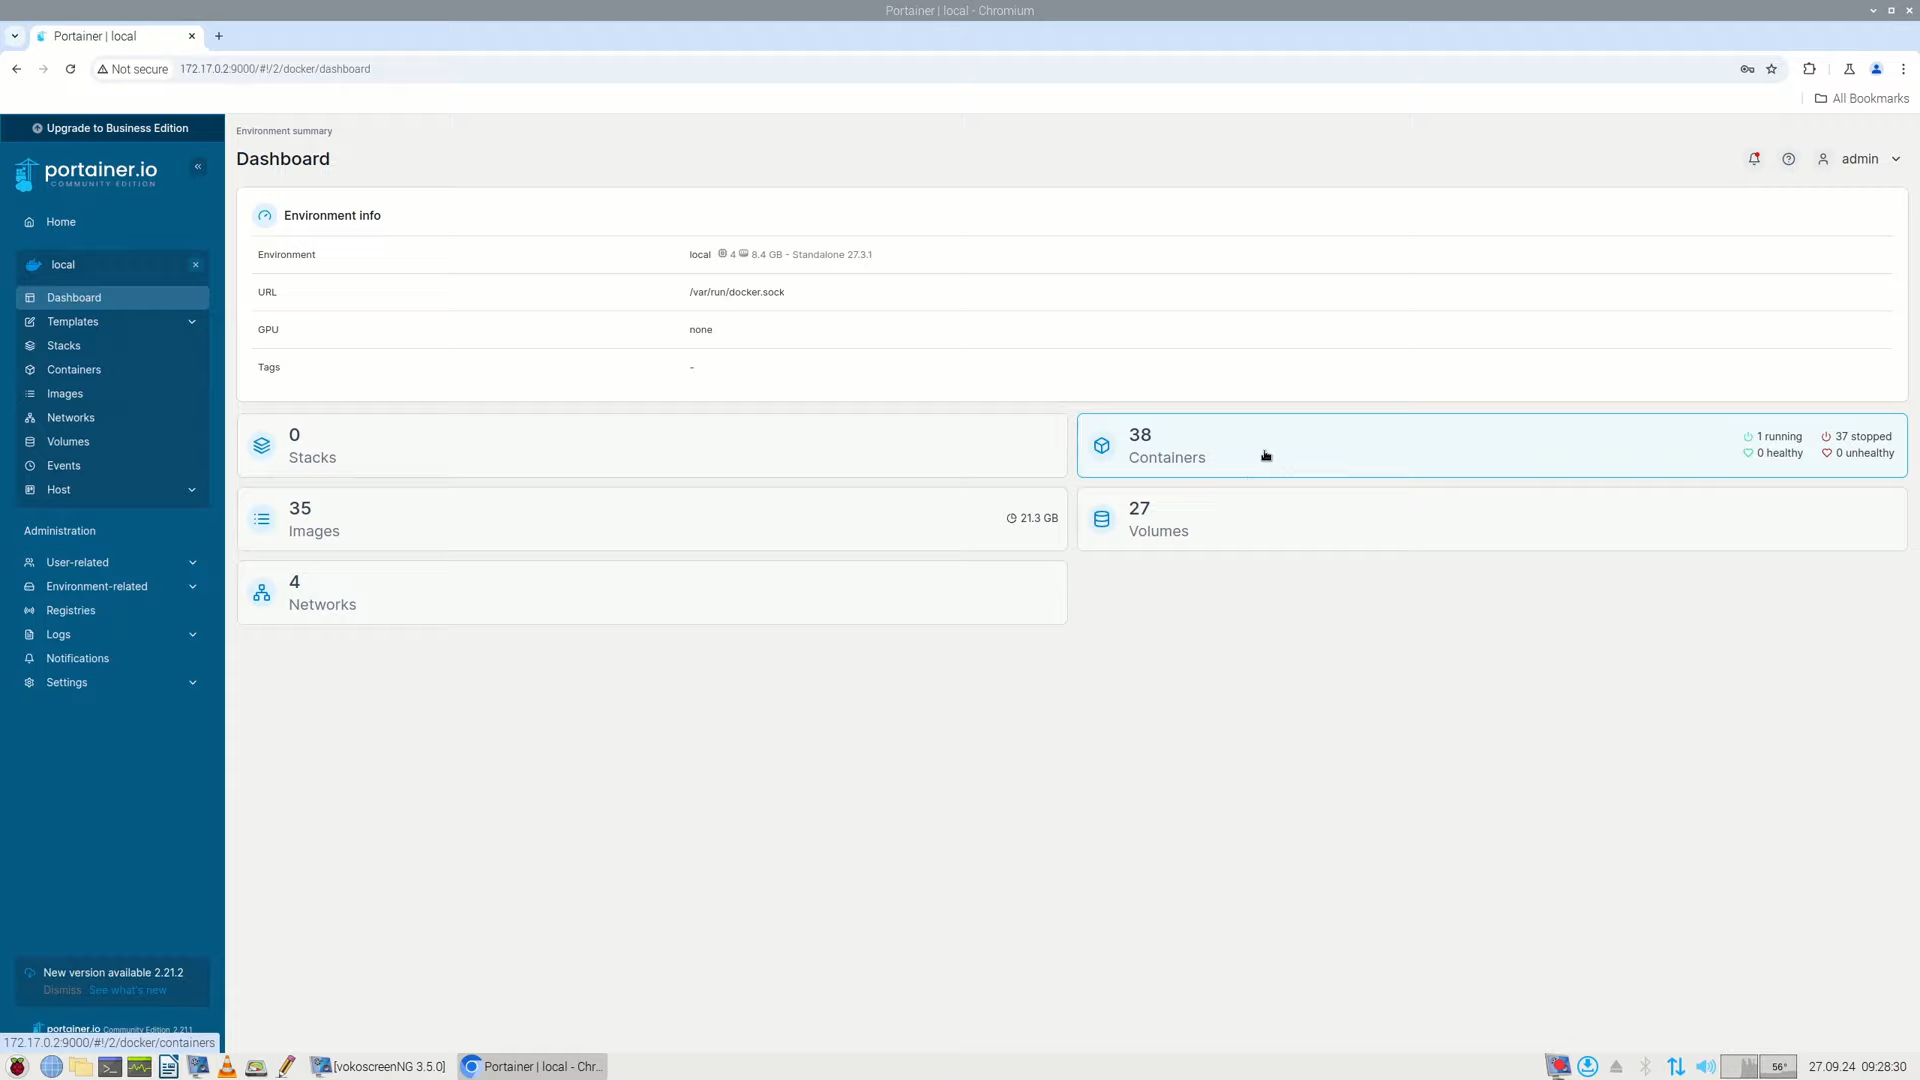 Portainer | local - Chromium
Portainer | local
Not secure
172.17.0.2:9000/#!/2/docker/dashboard
All Bookmarks
Upgrade to Business Edition
portainer.io
COMMUNITY EDITION
Home
local
Dashboard
Templates
Stacks
Containers
Images
Networks
Volumes
Events
Host
Administration
User-related
Environment-related
Registries
Logs
Notifications
Settings
New version available 2.21.2
Dismiss See what's new
portainer.io Community Edition 2.21.1
172.17.0.2:9000/#!/2/docker/containers
Environment summary
Dashboard
admin
Environment info
Environment local 4 8.4 GB - Standalone 27.3.1
URL /var/run/docker.sock
GPU none
Tags -
0
Stacks
38
Containers
1 running 37 stopped
0 healthy 0 unhealthy
35
Images
21.3 GB
27
Volumes
4
Networks
[vokoscreenNG 3.5.0]
Portainer | local - Chr...
56°
27.09.24 09:28:30